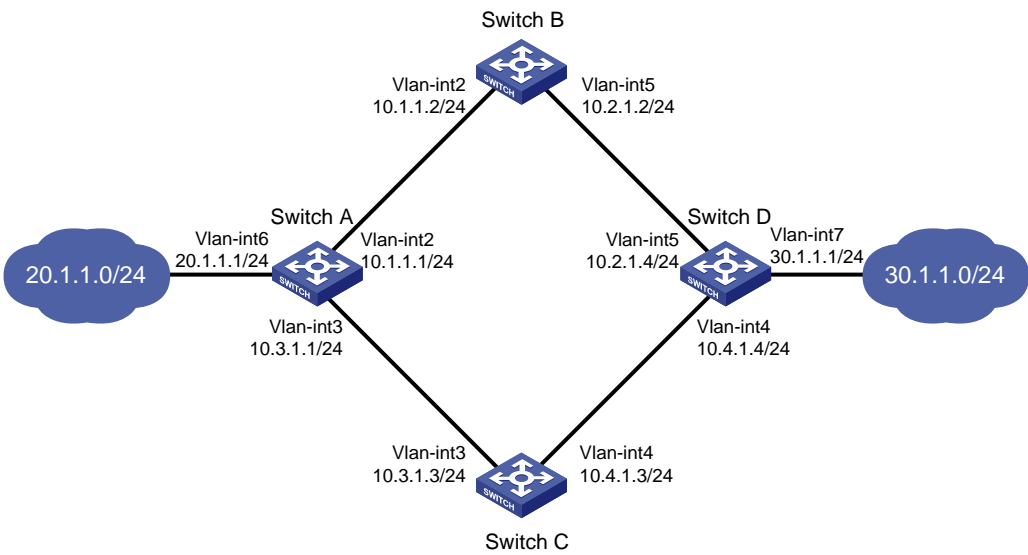 Switch B
Vlan-int2
10.1.1.2/24
Vlan-int5
10.2.1.2/24
SWITCH
Switch A
Switch D
Vlan-int6
20.1.1.1/24
Vlan-int2
10.1.1.1/24
Vlan-int5
10.2.1.4/24
Vlan-int7
30.1.1.1/24
20.1.1.0/24
SWITCH
SWITCH
30.1.1.0/24
Vlan-int3
10.3.1.1/24
Vlan-int4
10.4.1.4/24
Vlan-int3
10.3.1.3/24
Vlan-int4
10.4.1.3/24
SWITCH
Switch C